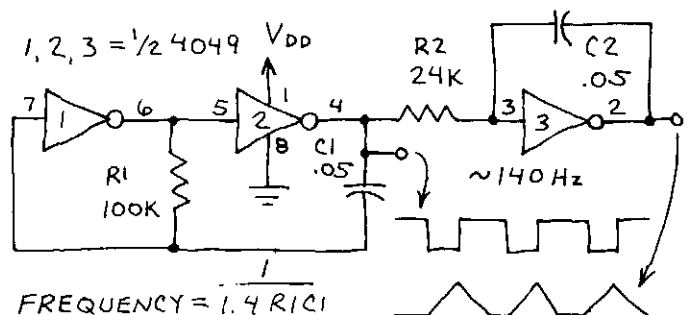 1, 2, 3 = 1/2 4049
VDD
R2
24K
C2
.05
7
1
6
5
2
1
4
8
3
3
2
C1
.05
R1
100K
~140 Hz
FREQUENCY = 1 / 1.4 R1C1